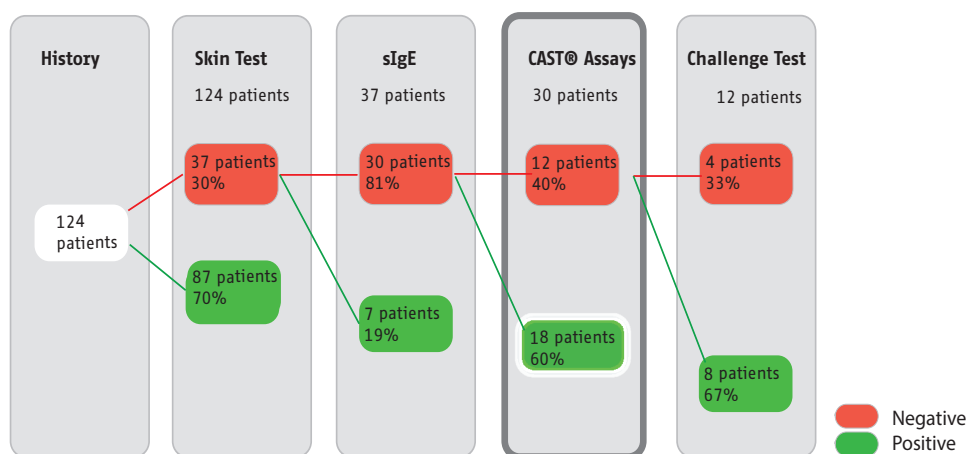 History
124
patients
Skin Test
124 patients
37 patients
30%
87 patients
70%
sIgE
37 patients
30 patients
81%
7 patients
19%
CAST® Assays
30 patients
12 patients
40%
18 patients
60%
Challenge Test
12 patients
4 patients
33%
8 patients
67%
Negative
Positive